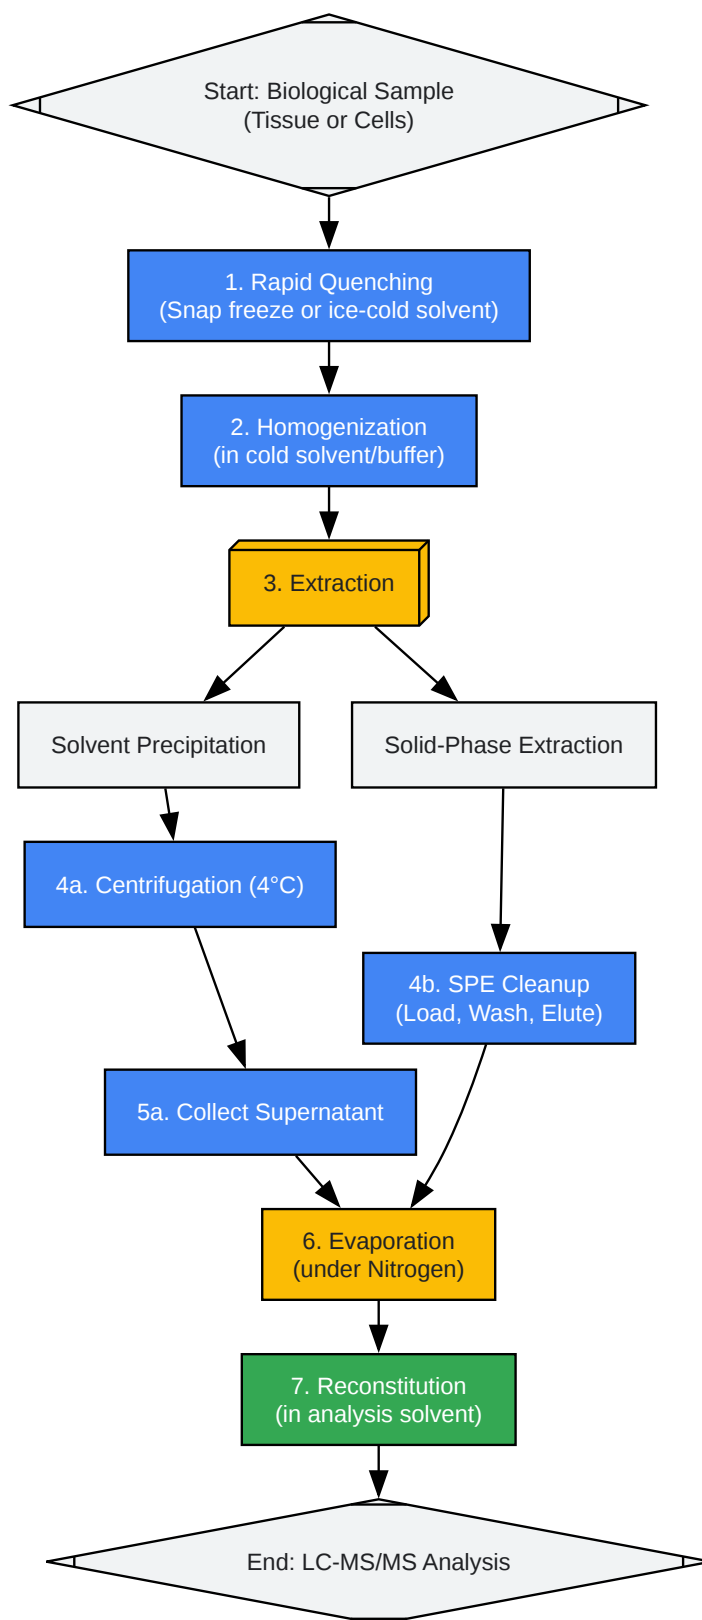 Start: Biological Sample
(Tissue or Cells)
1. Rapid Quenching
(Snap freeze or ice-cold solvent)
2. Homogenization
(in cold solvent/buffer)
3. Extraction
Solvent Precipitation
Solid-Phase Extraction
4a. Centrifugation (4°C)
4b. SPE Cleanup
(Load, Wash, Elute)
5a. Collect Supernatant
6. Evaporation
(under Nitrogen)
7. Reconstitution
(in analysis solvent)
End: LC-MS/MS Analysis